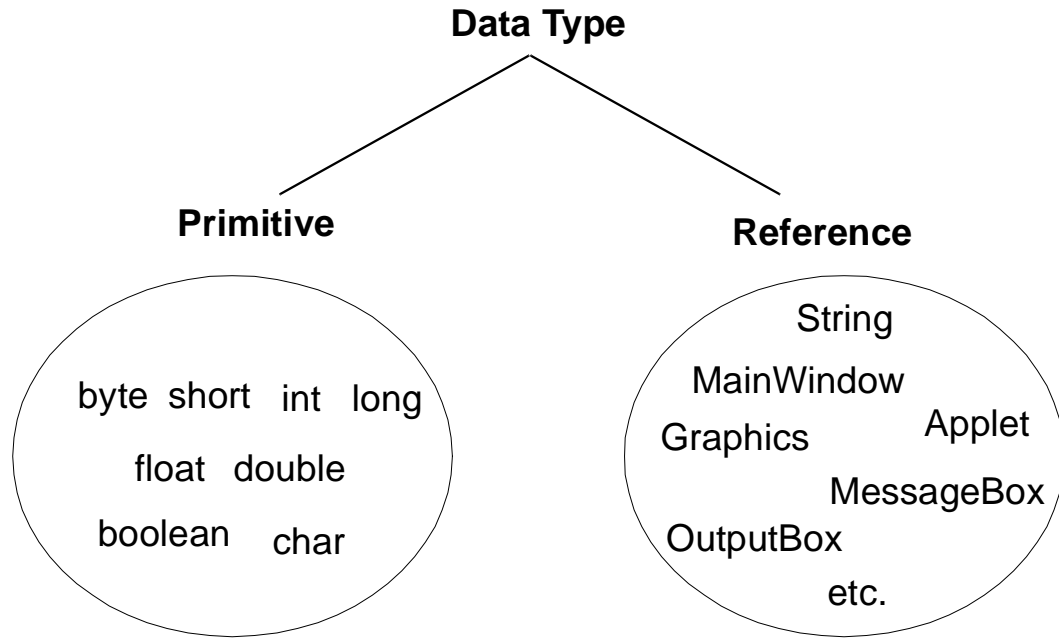 Data Type
Primitive
Reference
byte short int long
float double
boolean char
String
MainWindow
Graphics Applet
MessageBox
OutputBox
etc.